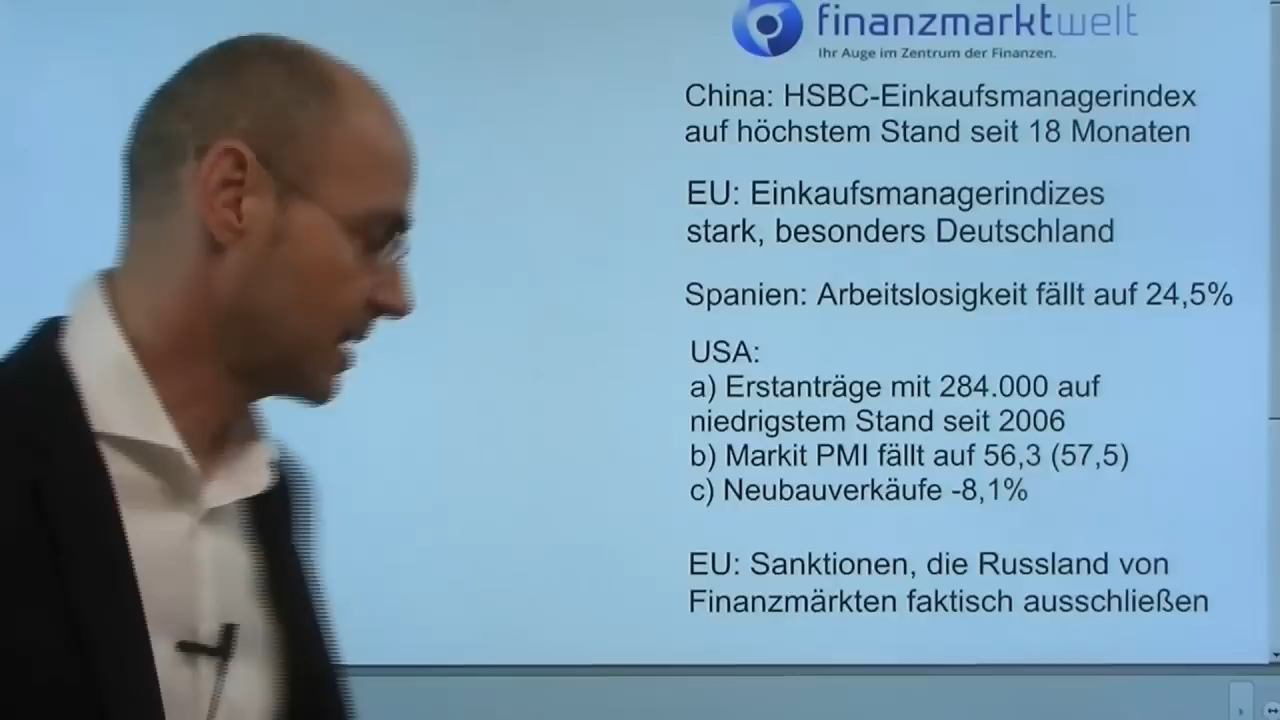 finanzmarktwelt
Ihr Auge im Zentrum der Finanzen.
China: HSBC-Einkaufsmanagerindex
auf höchstem Stand seit 18 Monaten
EU: Einkaufsmanagerindizes
stark, besonders Deutschland
Spanien: Arbeitslosigkeit fällt auf 24,5%
USA:
a) Erstanträge mit 284.000 auf
niedrigstem Stand seit 2006
b) Markit PMI fällt auf 56,3 (57,5)
c) Neubauverkäufe -8,1%
EU: Sanktionen, die Russland von
Finanzmärkten faktisch ausschließen